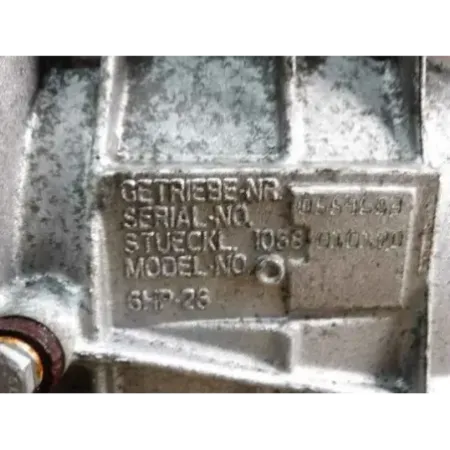 GETRIEBE-NR.
SERIAL-NO.
STUECKL. 1068
MODEL-NO.
6HP-26